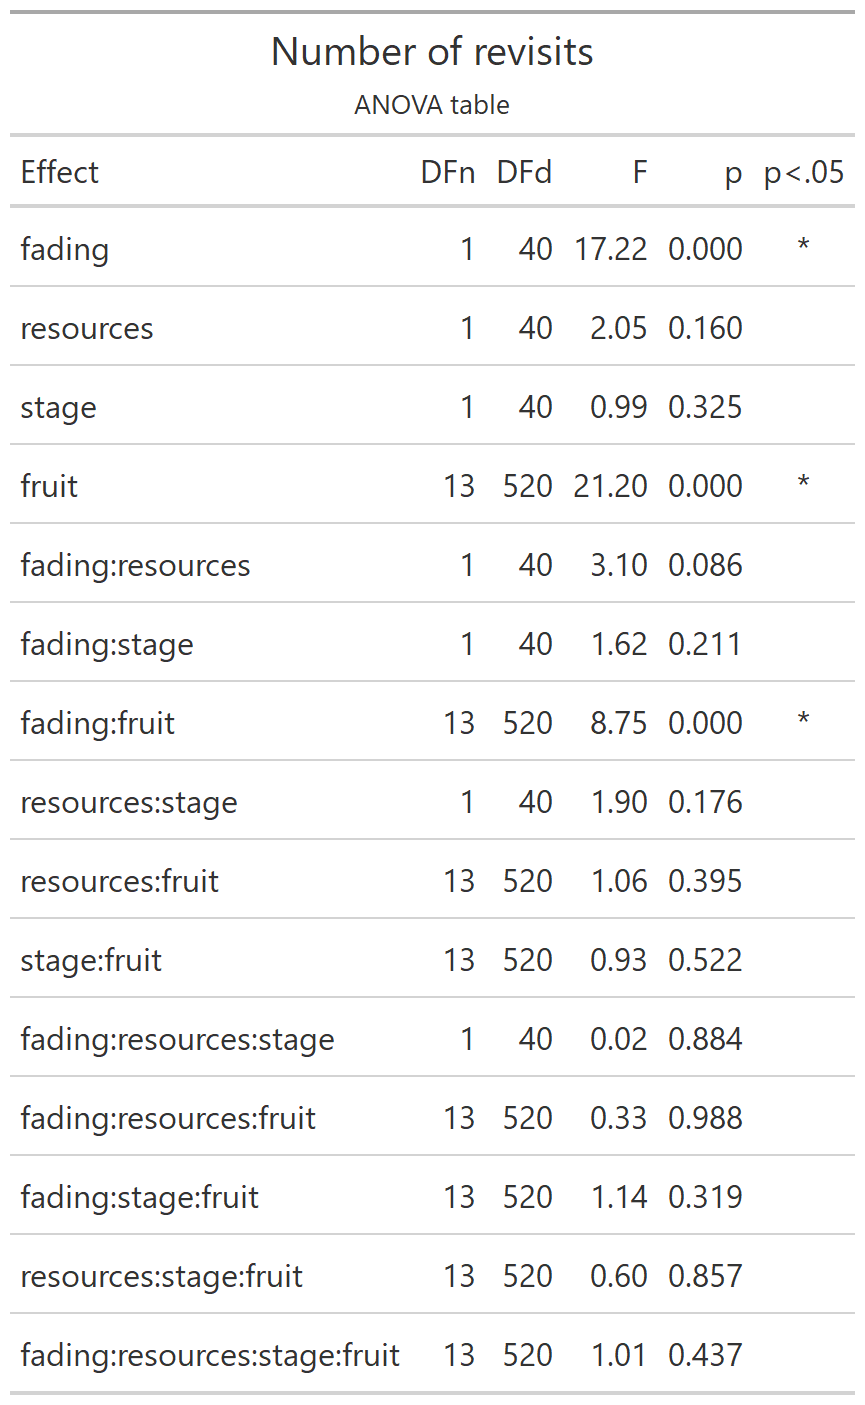 Number of revisits
ANOVA table
Effect DFn DFd F p p<.05
fading 1 40 17.22 0.000 *
resources 1 40 2.05 0.160
stage 1 40 0.99 0.325
fruit 13 520 21.20 0.000 *
fading:resources 1 40 3.10 0.086
fading:stage 1 40 1.62 0.211
fading:fruit 13 520 8.75 0.000 *
resources:stage 1 40 1.90 0.176
resources:fruit 13 520 1.06 0.395
stage:fruit 13 520 0.93 0.522
fading:resources:stage 1 40 0.02 0.884
fading:resources:fruit 13 520 0.33 0.988
fading:stage:fruit 13 520 1.14 0.319
resources:stage:fruit 13 520 0.60 0.857
fading:resources:stage:fruit 13 520 1.01 0.437